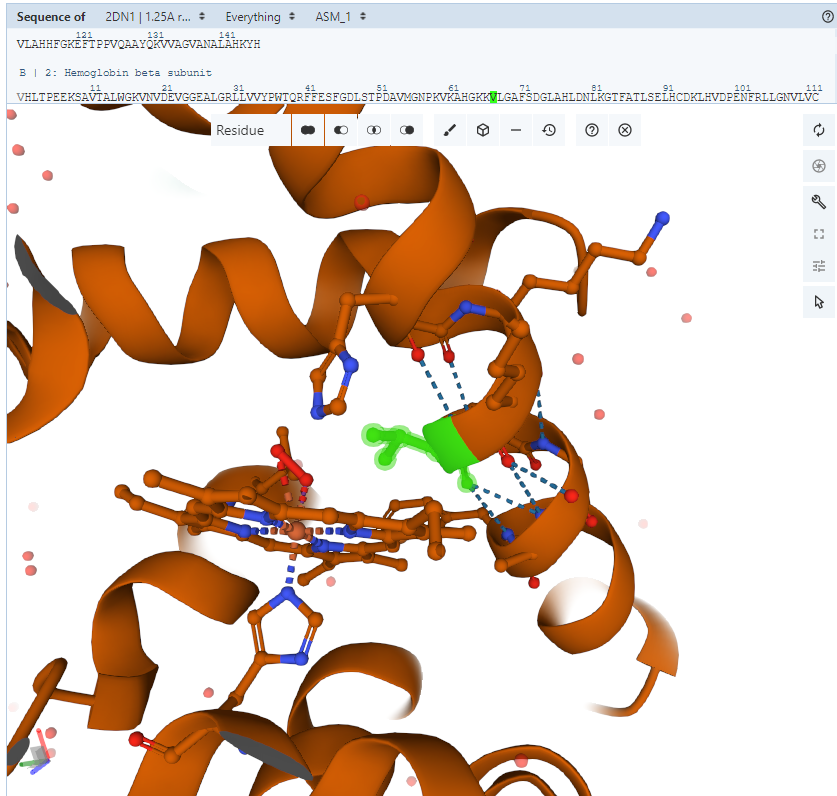 Sequence of 2DN1 | 1.25A r... Everything ASM_1
121 131 141
VLAHHFGKEFTPPVQAAYQKVVAGVANALAHKYH
B | 2: Hemoglobin beta subunit
11 21 31 41 51 61 71 81 91 101 111
VHLTPEEKSAVTALWGKVNVDEVGGEALGRLLVVYPWTQRFFESFGDLSTPDAVMGNPKVKAHGKKVLGAFSDGLAHLDNLKGTFATLSELHCDKLHVDPENFRLLGNVLVC
Residue